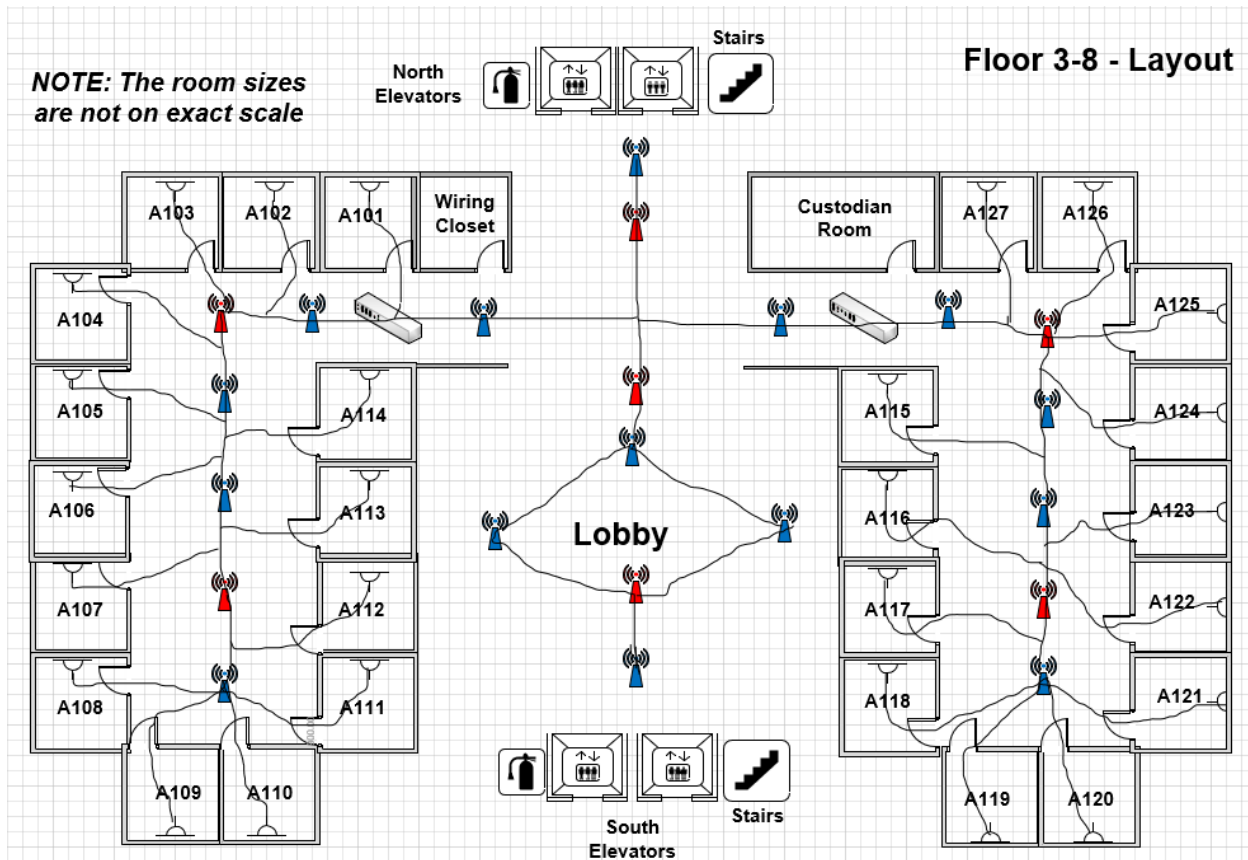 Stairs
Floor 3-8 - Layout
NOTE: The room sizes
are not on exact scale
North
Elevators
A103
A102
A101
Wiring
Closet
Custodian
Room
A127
A126
A104
A125
A105
A114
A115
A124
A106
A113
Lobby
A116
A123
A107
A112
A117
A122
A108
A111
A118
A121
A109
A110
A119
A120
Stairs
South
Elevators